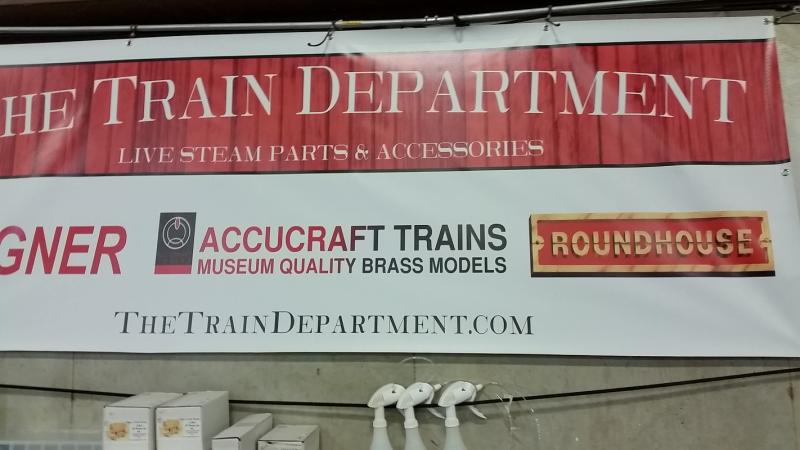 HE TRAIN DEPARTMENT
LIVE STEAM PARTS & ACCESSORIES
GNER
ACCUCRAFT TRAINS
MUSEUM QUALITY BRASS MODELS
ROUNDHOUSE
THETRAINDEPARTMENT.COM